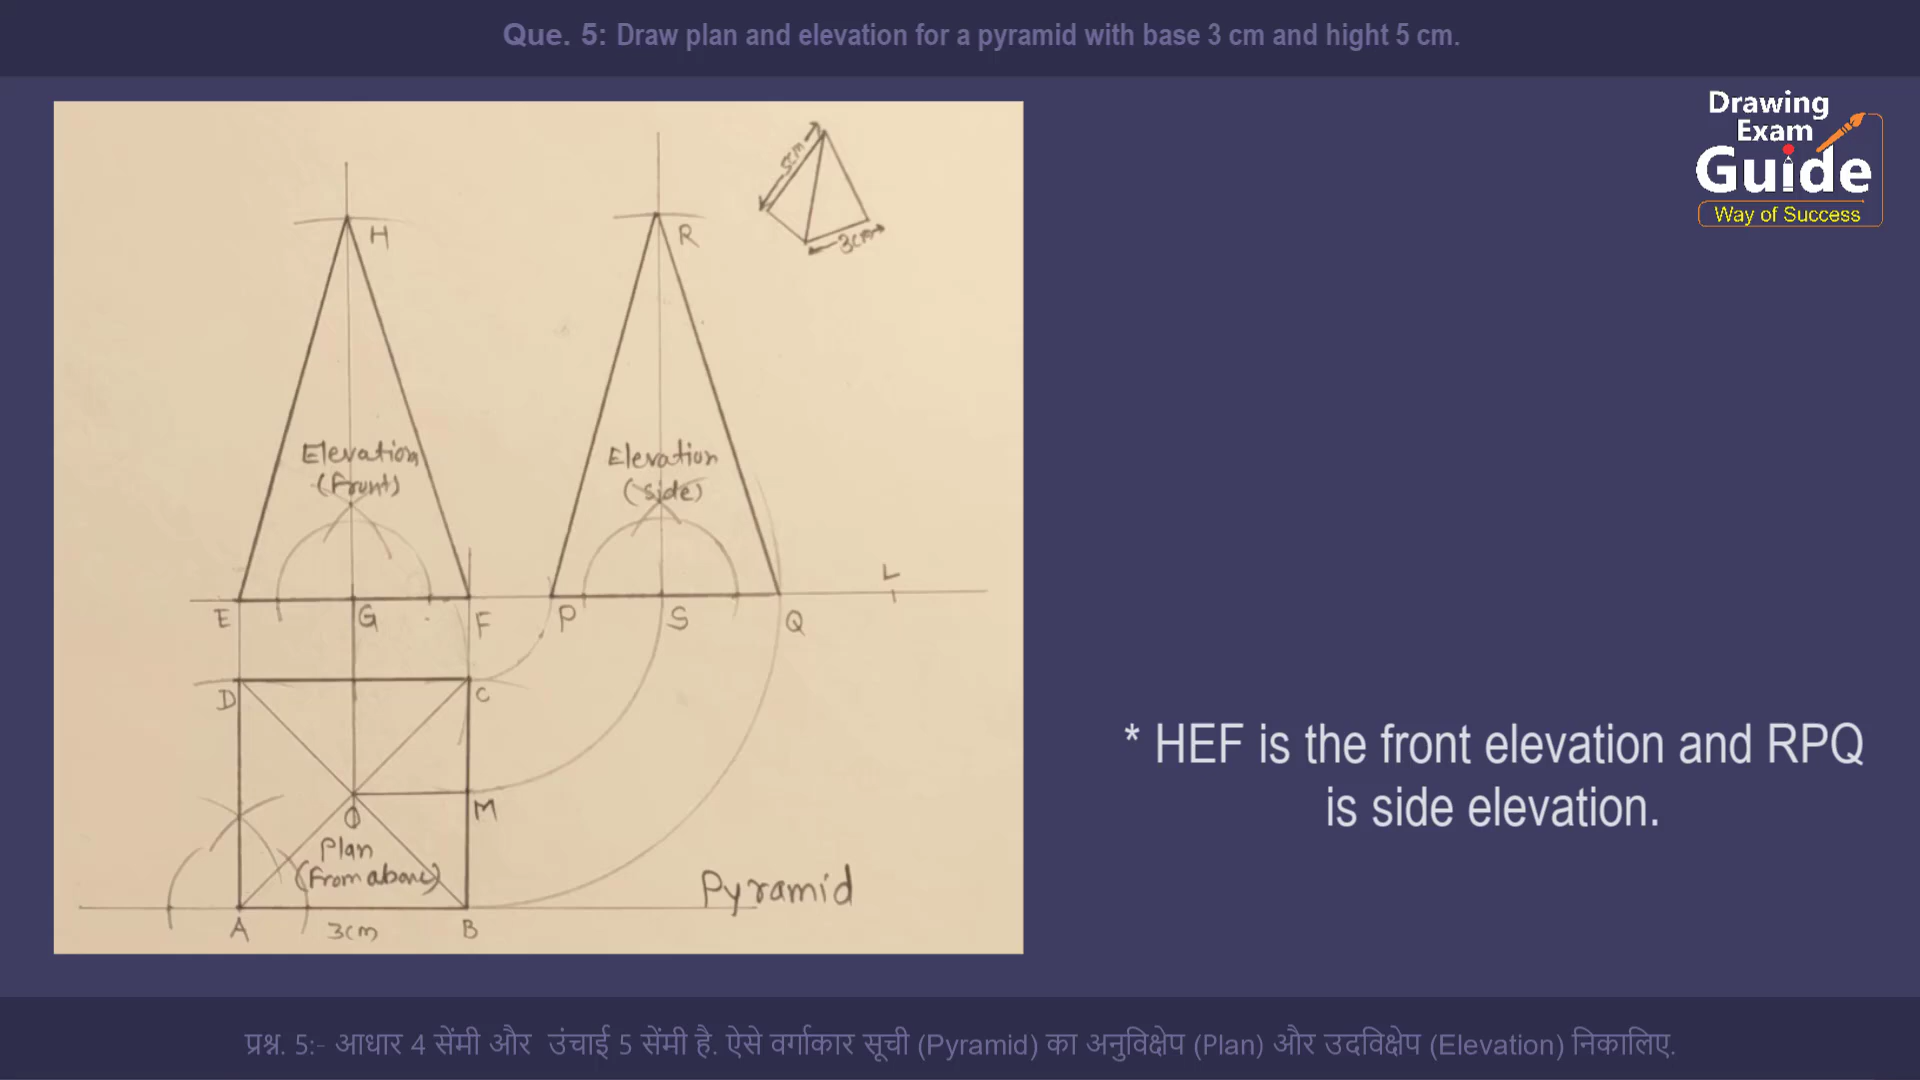 Que. 5: Draw plan and elevation for a pyramid with base 3 cm and hight 5 cm.
Drawing
Exam
Guide
Way of Success
5cm
3cm
H
R
Elevation
(Front)
Elevation
(side)
L
E
G
F
P
S
Q
D
C
O
M
Plan
(From above)
Pyramid
A
3cm
B
* HEF is the front elevation and RPQ
is side elevation.
प्रश्न. 5:- आधार 4 सेंमी और उंचाई 5 सेंमी है. ऐसे वर्गाकार सूची (Pyramid) का अनुविक्षेप (Plan) और उदविक्षेप (Elevation) निकालिए.